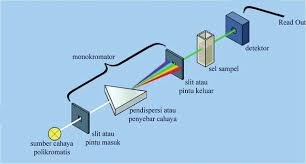 Read Out
detektor
monokromator
sel sampel
slit atau
pintu keluar
pendispersi atau
penyebar cahaya
slit atau
pintu masuk
sumber cahaya
polikromatis